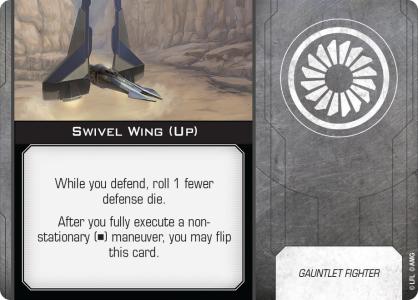 SWIVEL WING (UP)
While you defend, roll 1 fewer
defense die.
After you fully execute a non-
stationary (■) maneuver, you may flip
this card.
GAUNTLET FIGHTER
©LFL ©AMG